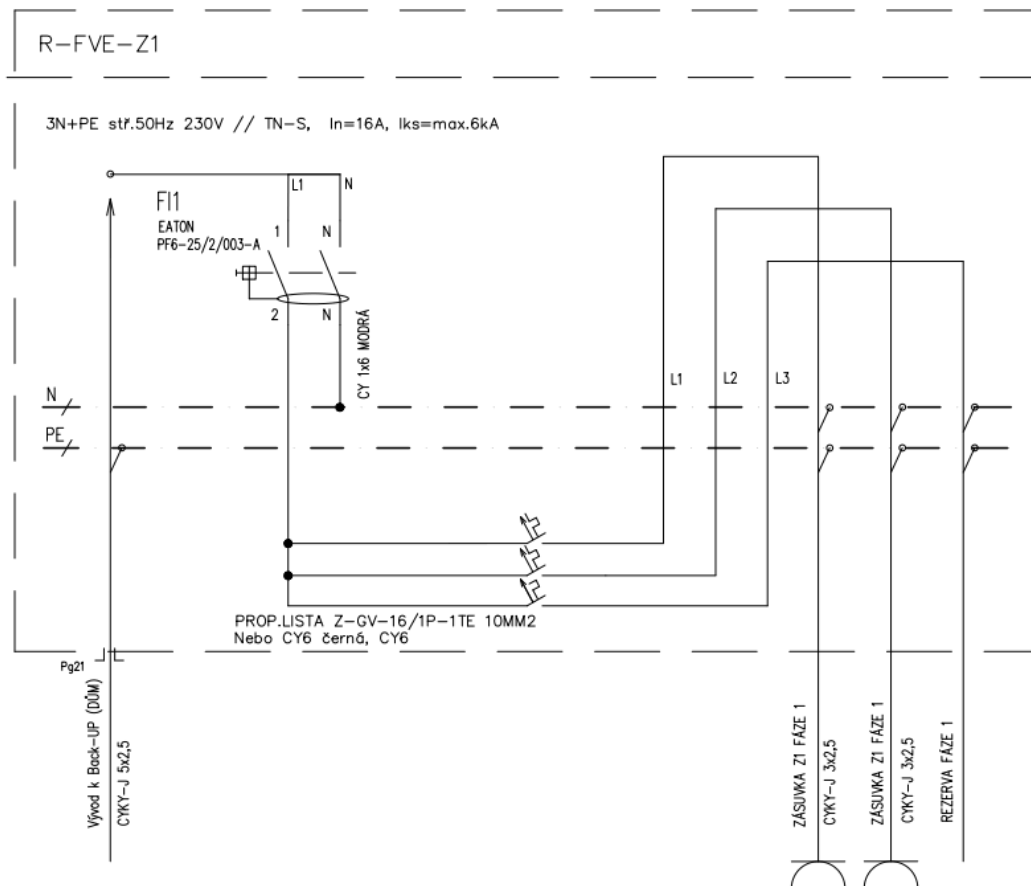 R-FVE-Z1
3N+PE stř.50Hz 230V // TN-S, In=16A, Iks=max.6kA
L1
N
FI1
EATON
PF6-25/2/003-A
1
N
2
N
CY 1x6 MODRÁ
L1
L2
L3
N
PE
PROP.LISTA Z-GV-16/1P-1TE 10MM2
Nebo CY6 černá, CY6
Pg21
Vývod k Back-UP (DŮM)
CYKY-J 5x2,5
ZÁSUVKA Z1 FÁZE 1
CYKY-J 3x2,5
ZÁSUVKA Z1 FÁZE 1
CYKY-J 3x2,5
REZERVA FÁZE 1